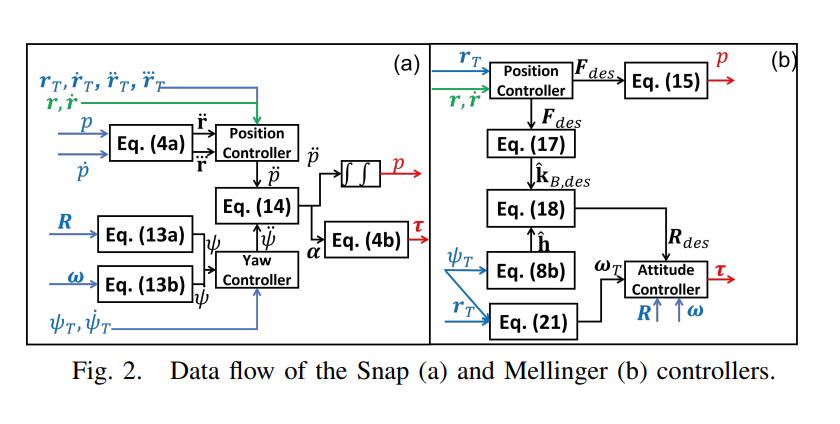 (a)
r_T, ṙ_T, r̈_T, r⃛_T
r, ṙ
p
ṗ
Eq. (4a)
r̈
r⃛
Position
Controller
p̈
p̈
∫∫
p
Eq. (14)
R
Eq. (13a)
ψ
ψ̈
α
Eq. (4b)
τ
ω
Eq. (13b)
ψ̇
Yaw
Controller
ψ_T, ψ̇_T
(b)
r_T
r, ṙ
Position
Controller
F_des
Eq. (15)
p
F_des
Eq. (17)
k̂_B,des
Eq. (18)
R_des
ĥ
ψ_T
Eq. (8b)
ω_T
Attitude
Controller
τ
r_T
Eq. (21)
R
ω
Fig. 2. Data flow of the Snap (a) and Mellinger (b) controllers.